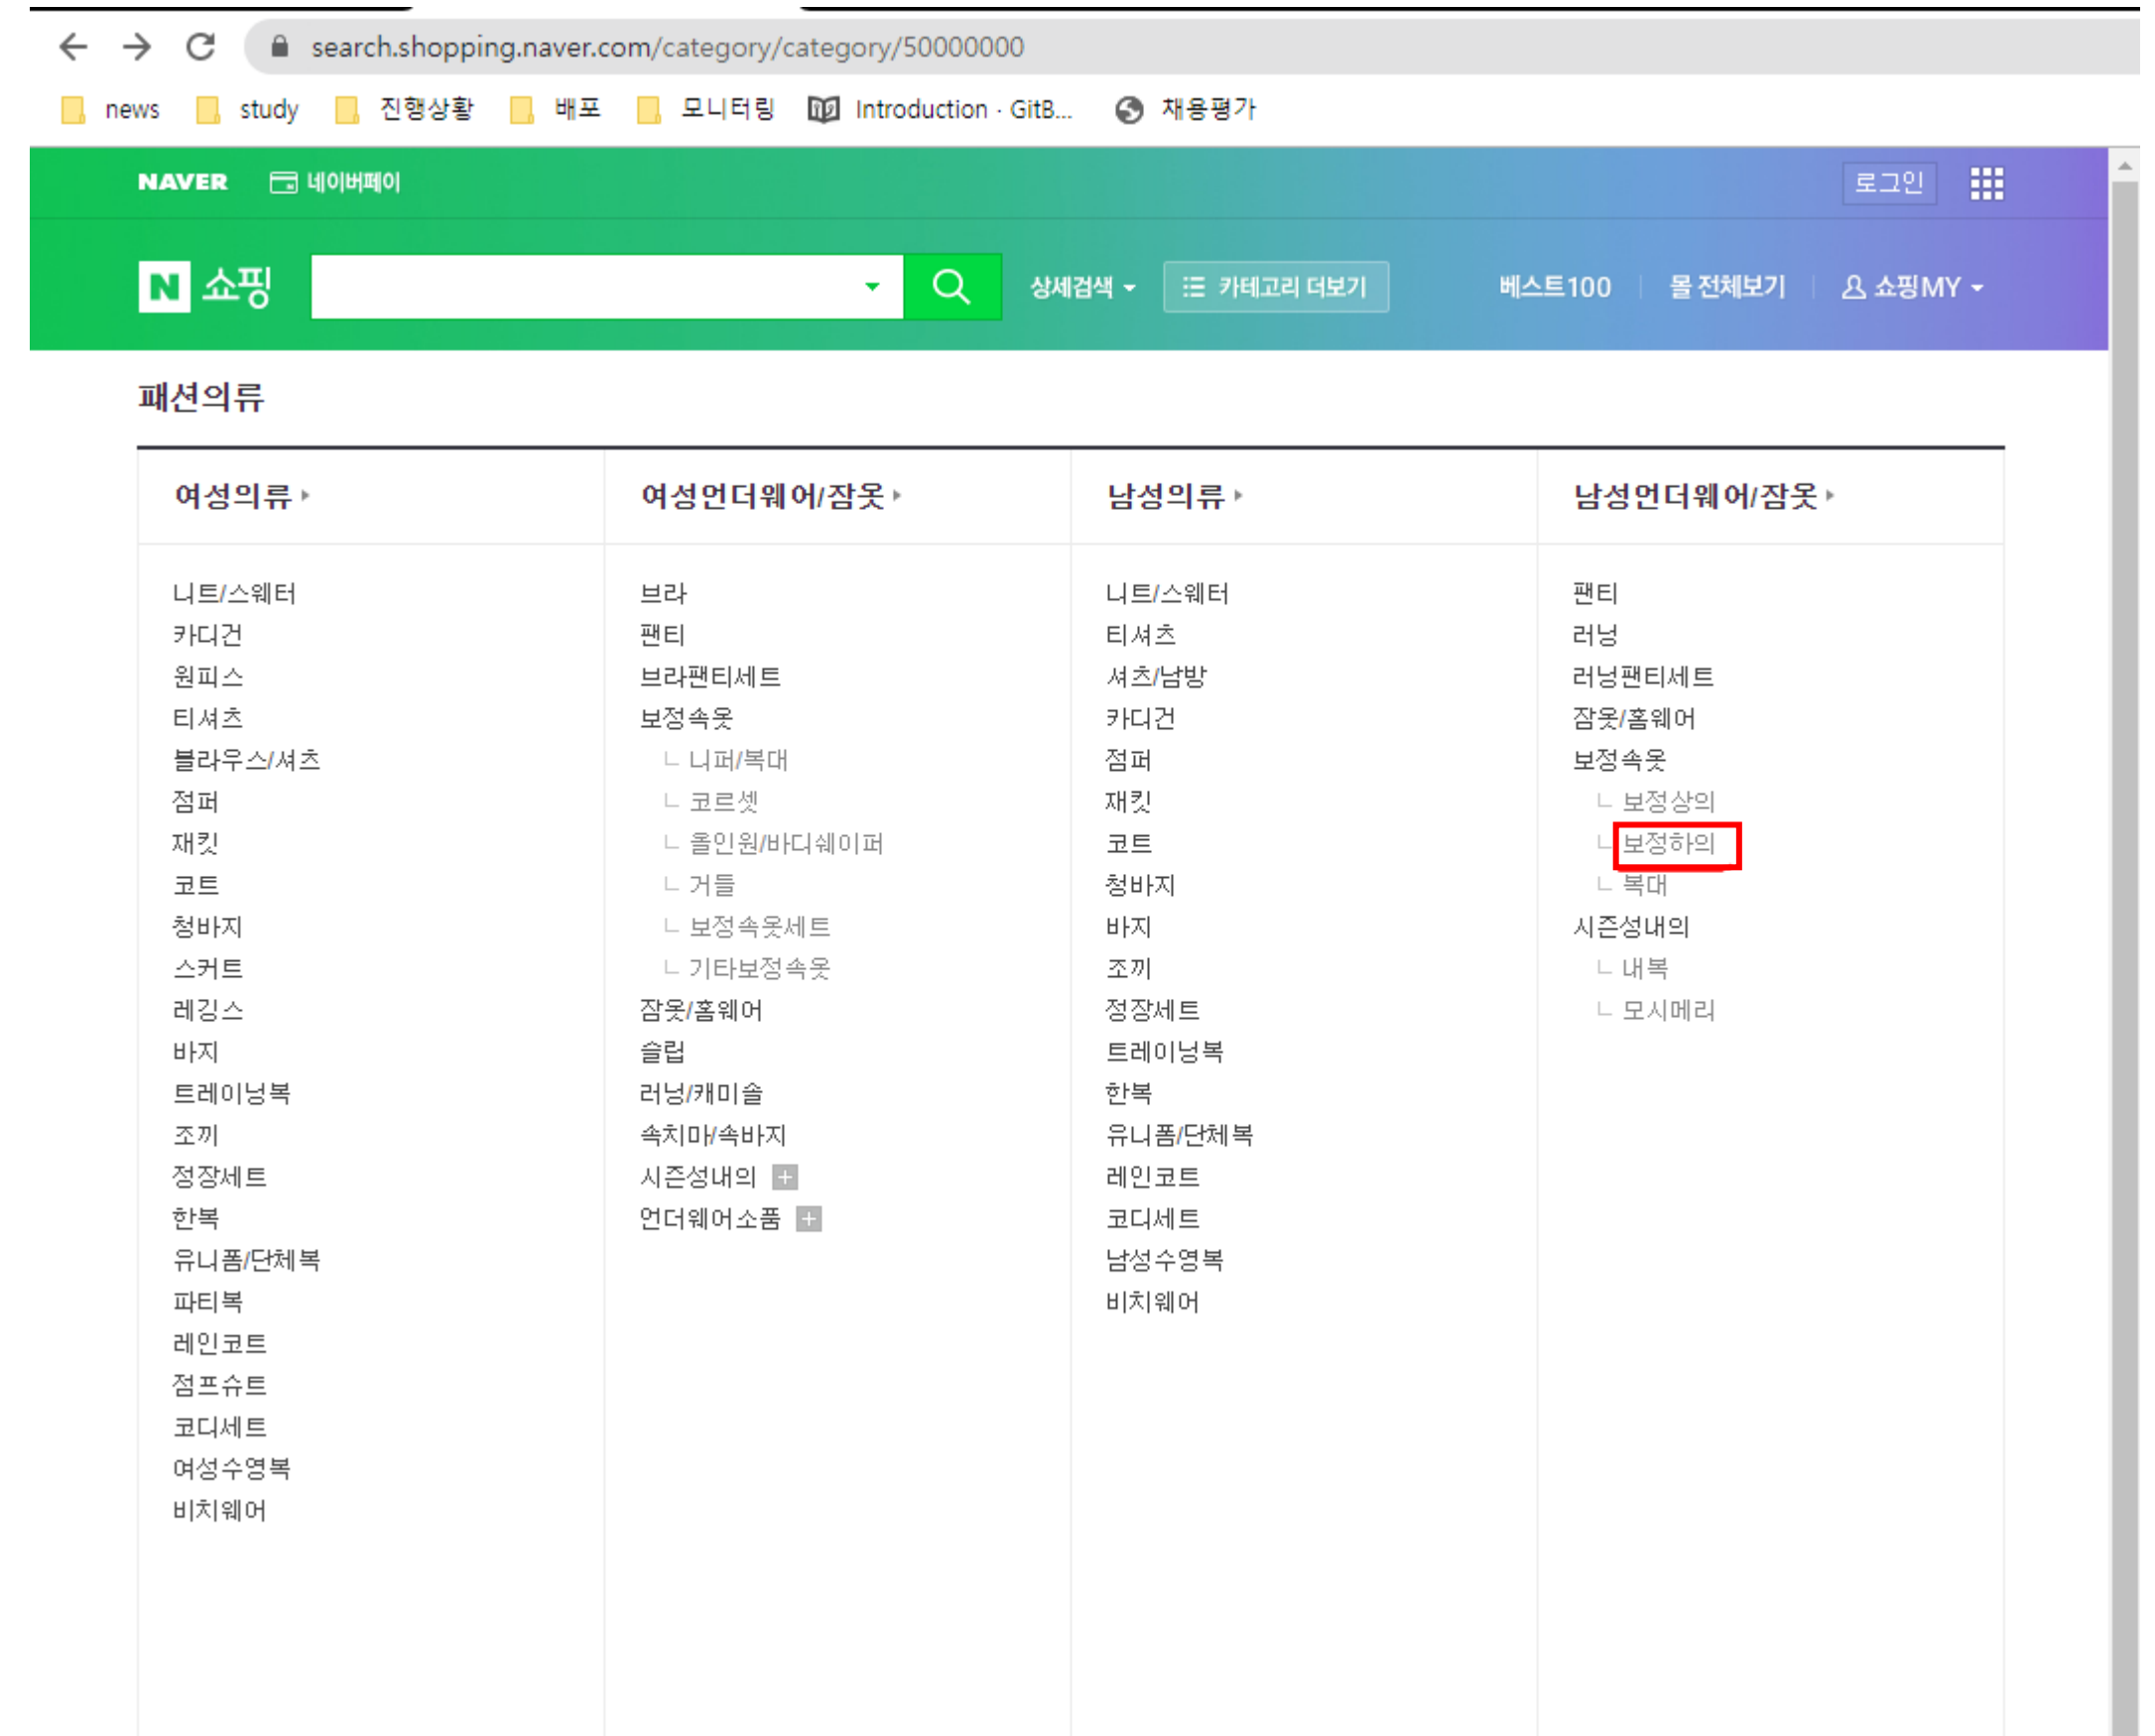 search.shopping.naver.com/category/category/50000000
news study 진행상황 배포 모니터링 Introduction · GitB... 채용평가
NAVER 네이버페이 로그인
N 쇼핑 상세검색 카테고리 더보기 베스트100 몰 전체보기 쇼핑MY
패션의류
여성의류
니트/스웨터
카디건
원피스
티셔츠
블라우스/셔츠
점퍼
재킷
코트
청바지
스커트
레깅스
바지
트레이닝복
조끼
정장세트
한복
유니폼/단체복
파티복
레인코트
점프슈트
코디세트
여성수영복
비치웨어
여성언더웨어/잠옷
브라
팬티
브라팬티세트
보정속옷
니퍼/복대
코르셋
올인원/바디쉐이퍼
거들
보정속옷세트
기타보정속옷
잠옷/홈웨어
슬립
러닝/캐미솔
속치마/속바지
시즌성내의
언더웨어소품
남성의류
니트/스웨터
티셔츠
셔츠/남방
카디건
점퍼
재킷
코트
청바지
바지
조끼
정장세트
트레이닝복
한복
유니폼/단체복
레인코트
코디세트
남성수영복
비치웨어
남성언더웨어/잠옷
팬티
러닝
러닝팬티세트
잠옷/홈웨어
보정속옷
보정상의
보정하의
복대
시즌성내의
내복
모시메리